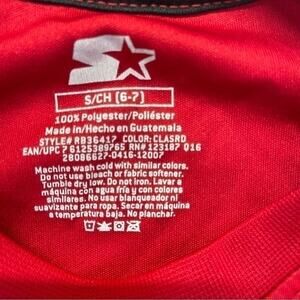 S/CH (6-7)
100% Polyester/Poliéster
Made in/Hecho en Guatemala
STYLE# RB36417 COLOR: CLASRD
EAN/UPC 7 6125389765 RN# 123187 016
28086627-0416-12007
Machine wash cold with similar colors.
Do not use bleach or fabric softener.
Tumble dry low. Do not iron. Lavar a
máquina con agua fría y con colores
similares. No usar blanqueador ni
suavizante para ropa. Secar en máquina
a temperatura baja. No planchar.